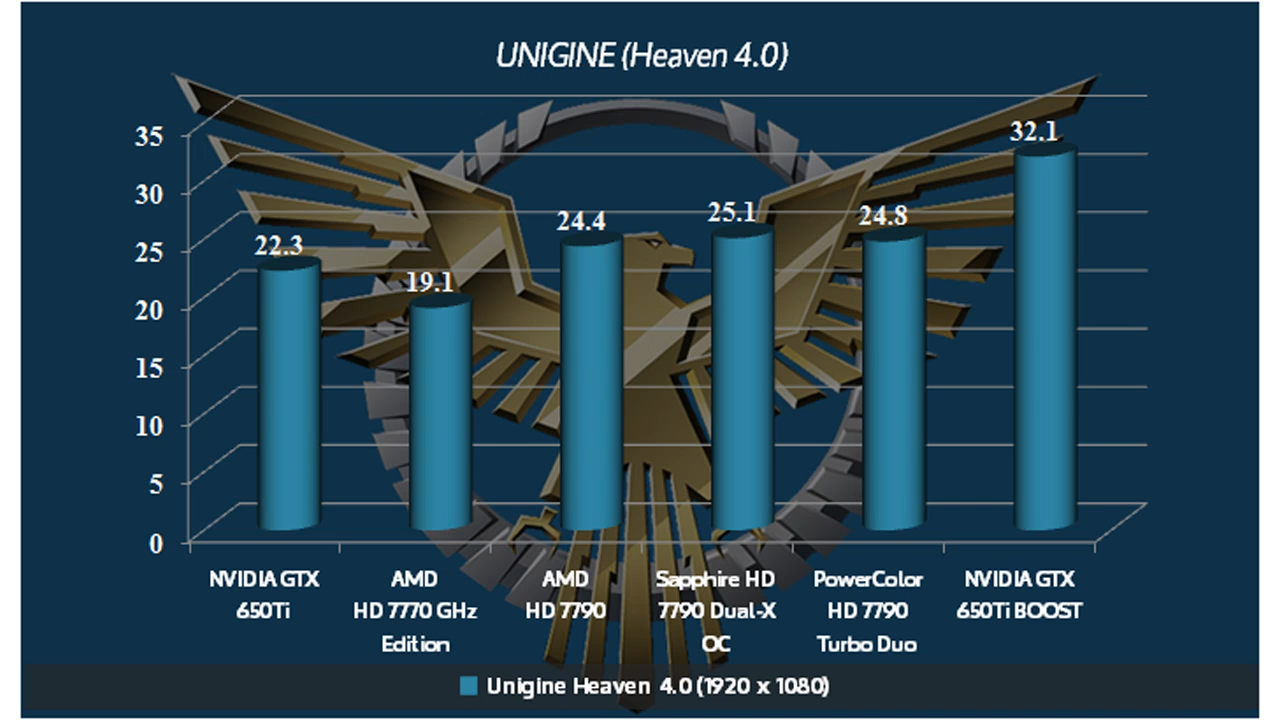 UNIGINE (Heaven 4.0)
35
30
25
20
15
10
5
0
22.3
19.1
24.4
25.1
24.8
32.1
NVIDIA GTX
650Ti
AMD
HD 7770 GHz
Edition
AMD
HD 7790
Sapphire HD
7790 Dual-X
OC
PowerColor
HD 7790
Turbo Duo
NVIDIA GTX
650Ti BOOST
Unigine Heaven 4.0 (1920 x 1080)